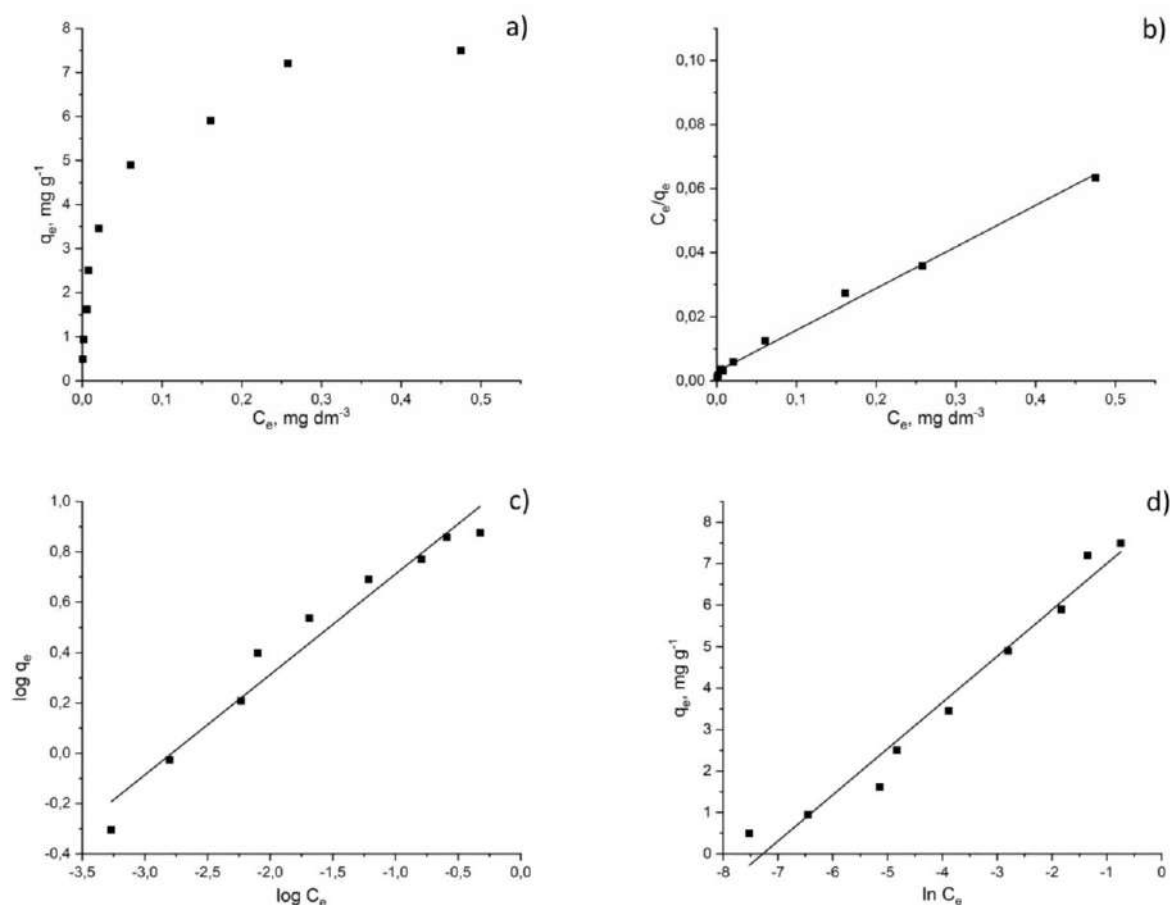 a)
8
7
6
5
4
3
2
1
0
qe, mg g-1
0,0 0,1 0,2 0,3 0,4 0,5
Ce, mg dm-3
b)
0,10
0,08
0,06
0,04
0,02
0,00
Ce/qe
0,0 0,1 0,2 0,3 0,4 0,5
Ce, mg dm-3
c)
1,0
0,8
0,6
0,4
0,2
0,0
-0,2
-0,4
log qe
-3,5 -3,0 -2,5 -2,0 -1,5 -1,0 -0,5 0,0
log Ce
d)
8
7
6
5
4
3
2
1
0
qe, mg g-1
-8 -7 -6 -5 -4 -3 -2 -1 0
ln Ce